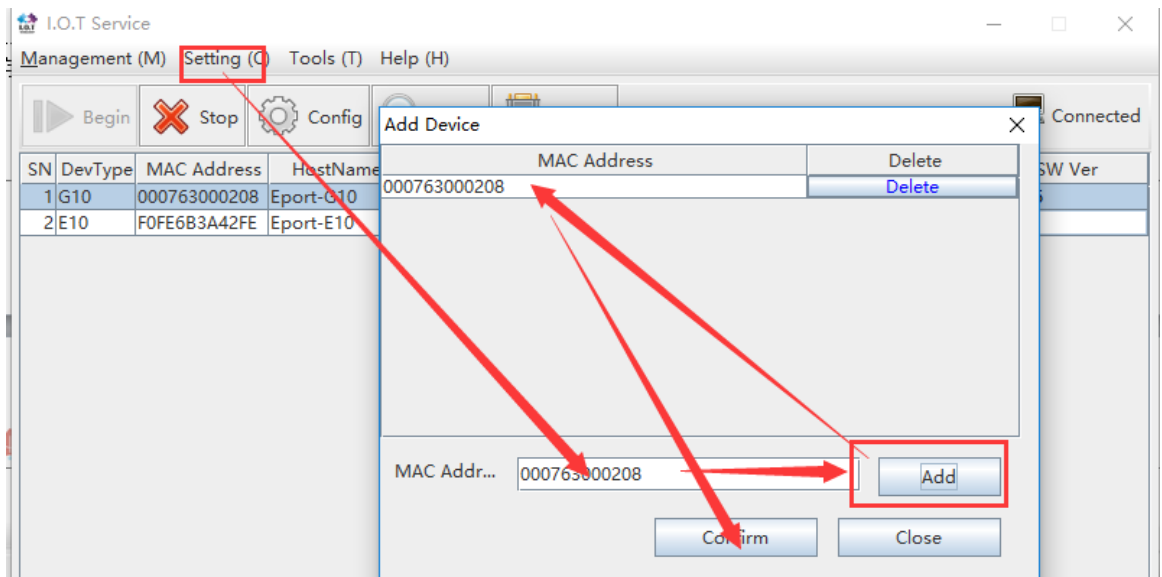 I.O.T Service
Management (M) Setting (C) Tools (T) Help (H)
Begin Stop Config Connected
Add Device
SN DevType MAC Address HostName SW Ver
1 G10 000763000208 Eport-G10
2 E10 F0FE6B3A42FE Eport-E10
MAC Address Delete
000763000208 Delete
MAC Addr... 000763000208 Add
Confirm Close